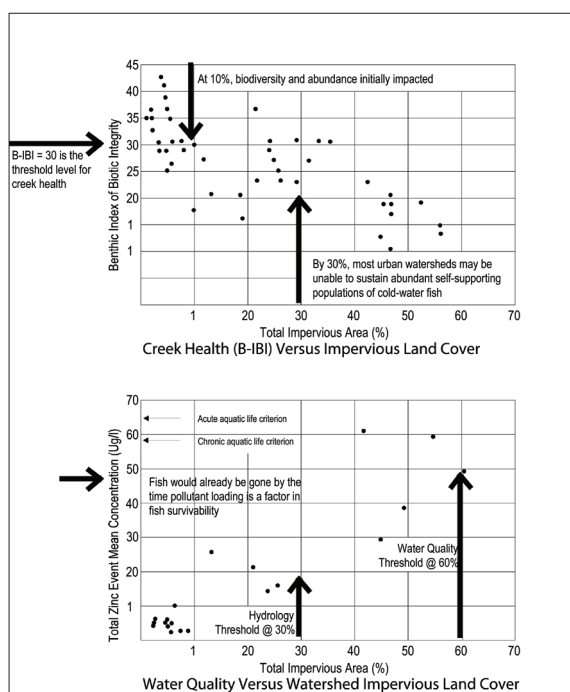 45
40
35
30
25
20
1
1
Benthic Index of Biotic Integrity
At 10%, biodiversity and abundance initially impacted
B-IBI = 30 is the
threshold level for
creek health
By 30%, most urban watersheds may be
unable to sustain abundant self-supporting
populations of cold-water fish
1 20 30 40 50 60 70
Total Impervious Area (%)
Creek Health (B-IBI) Versus Impervious Land Cover
70
60
50
40
30
20
1
Total Zinc Event Mean Concentration (Ug/l)
Acute aquatic life criterion
Chronic aquatic life criterion
Fish would already be gone by the
time pollutant loading is a factor in
fish survivability
Water Quality
Threshold @ 60%
Hydrology
Threshold @ 30%
1 20 30 40 50 60 70
Total Impervious Area (%)
Water Quality Versus Watershed Impervious Land Cover